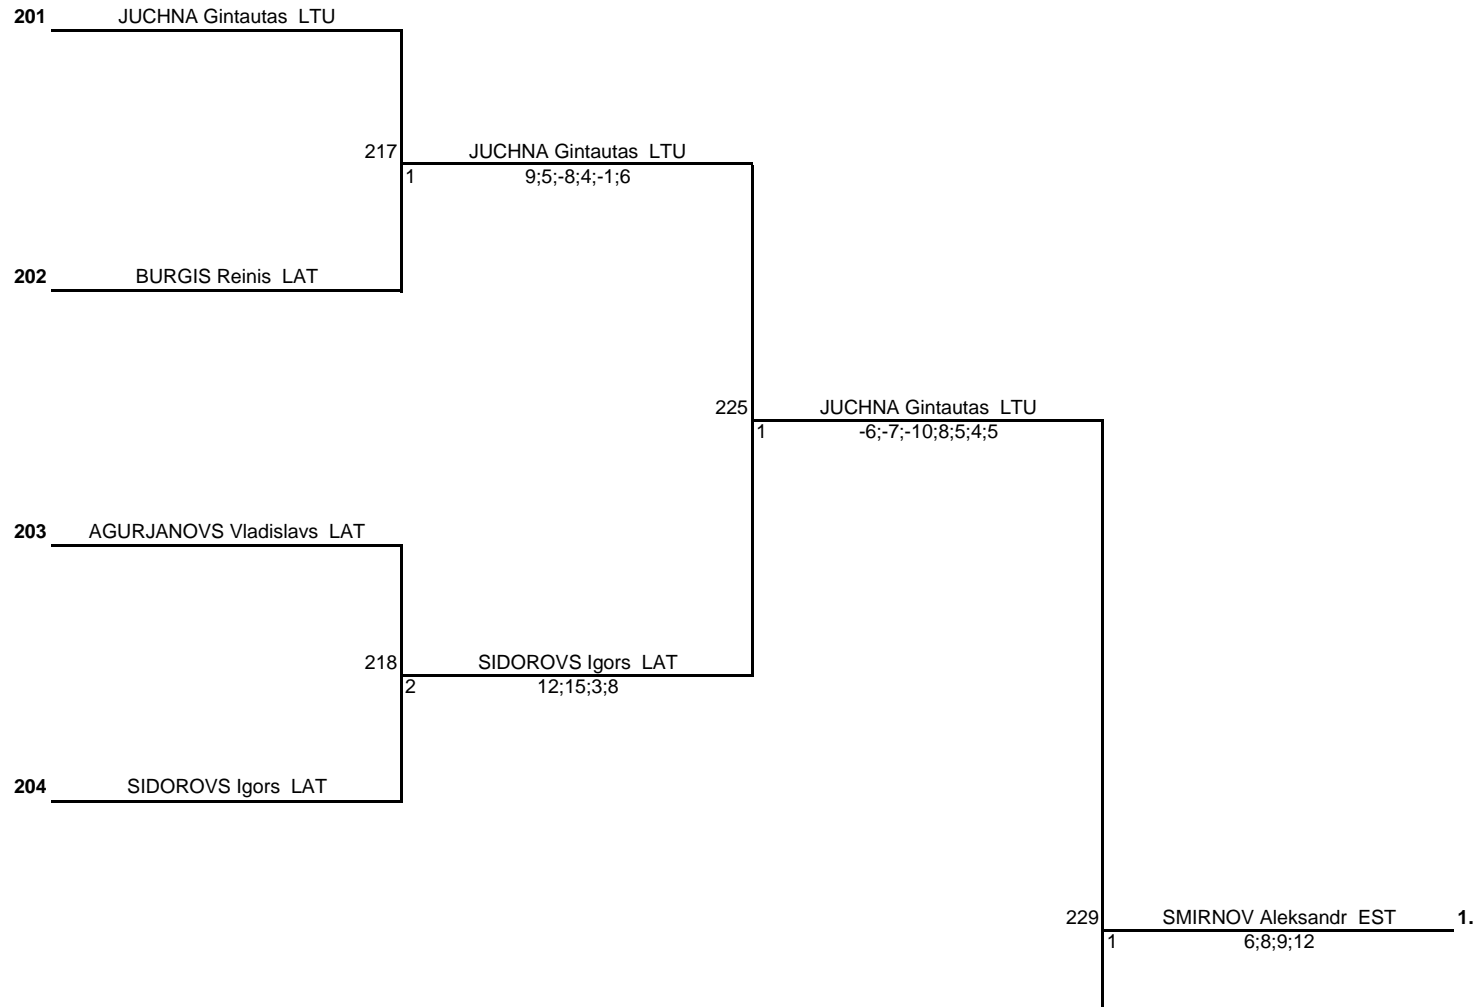 201 JUCHNA Gintautas LTU
217 JUCHNA Gintautas LTU
1 9;5;-8;4;-1;6
202 BURGIS Reinis LAT
225 JUCHNA Gintautas LTU
1 -6;-7;-10;8;5;4;5
203 AGURJANOVS Vladislavs LAT
218 SIDOROVS Igors LAT
2 12;15;3;8
204 SIDOROVS Igors LAT
229 SMIRNOV Aleksandr EST 1.
1 6;8;9;12